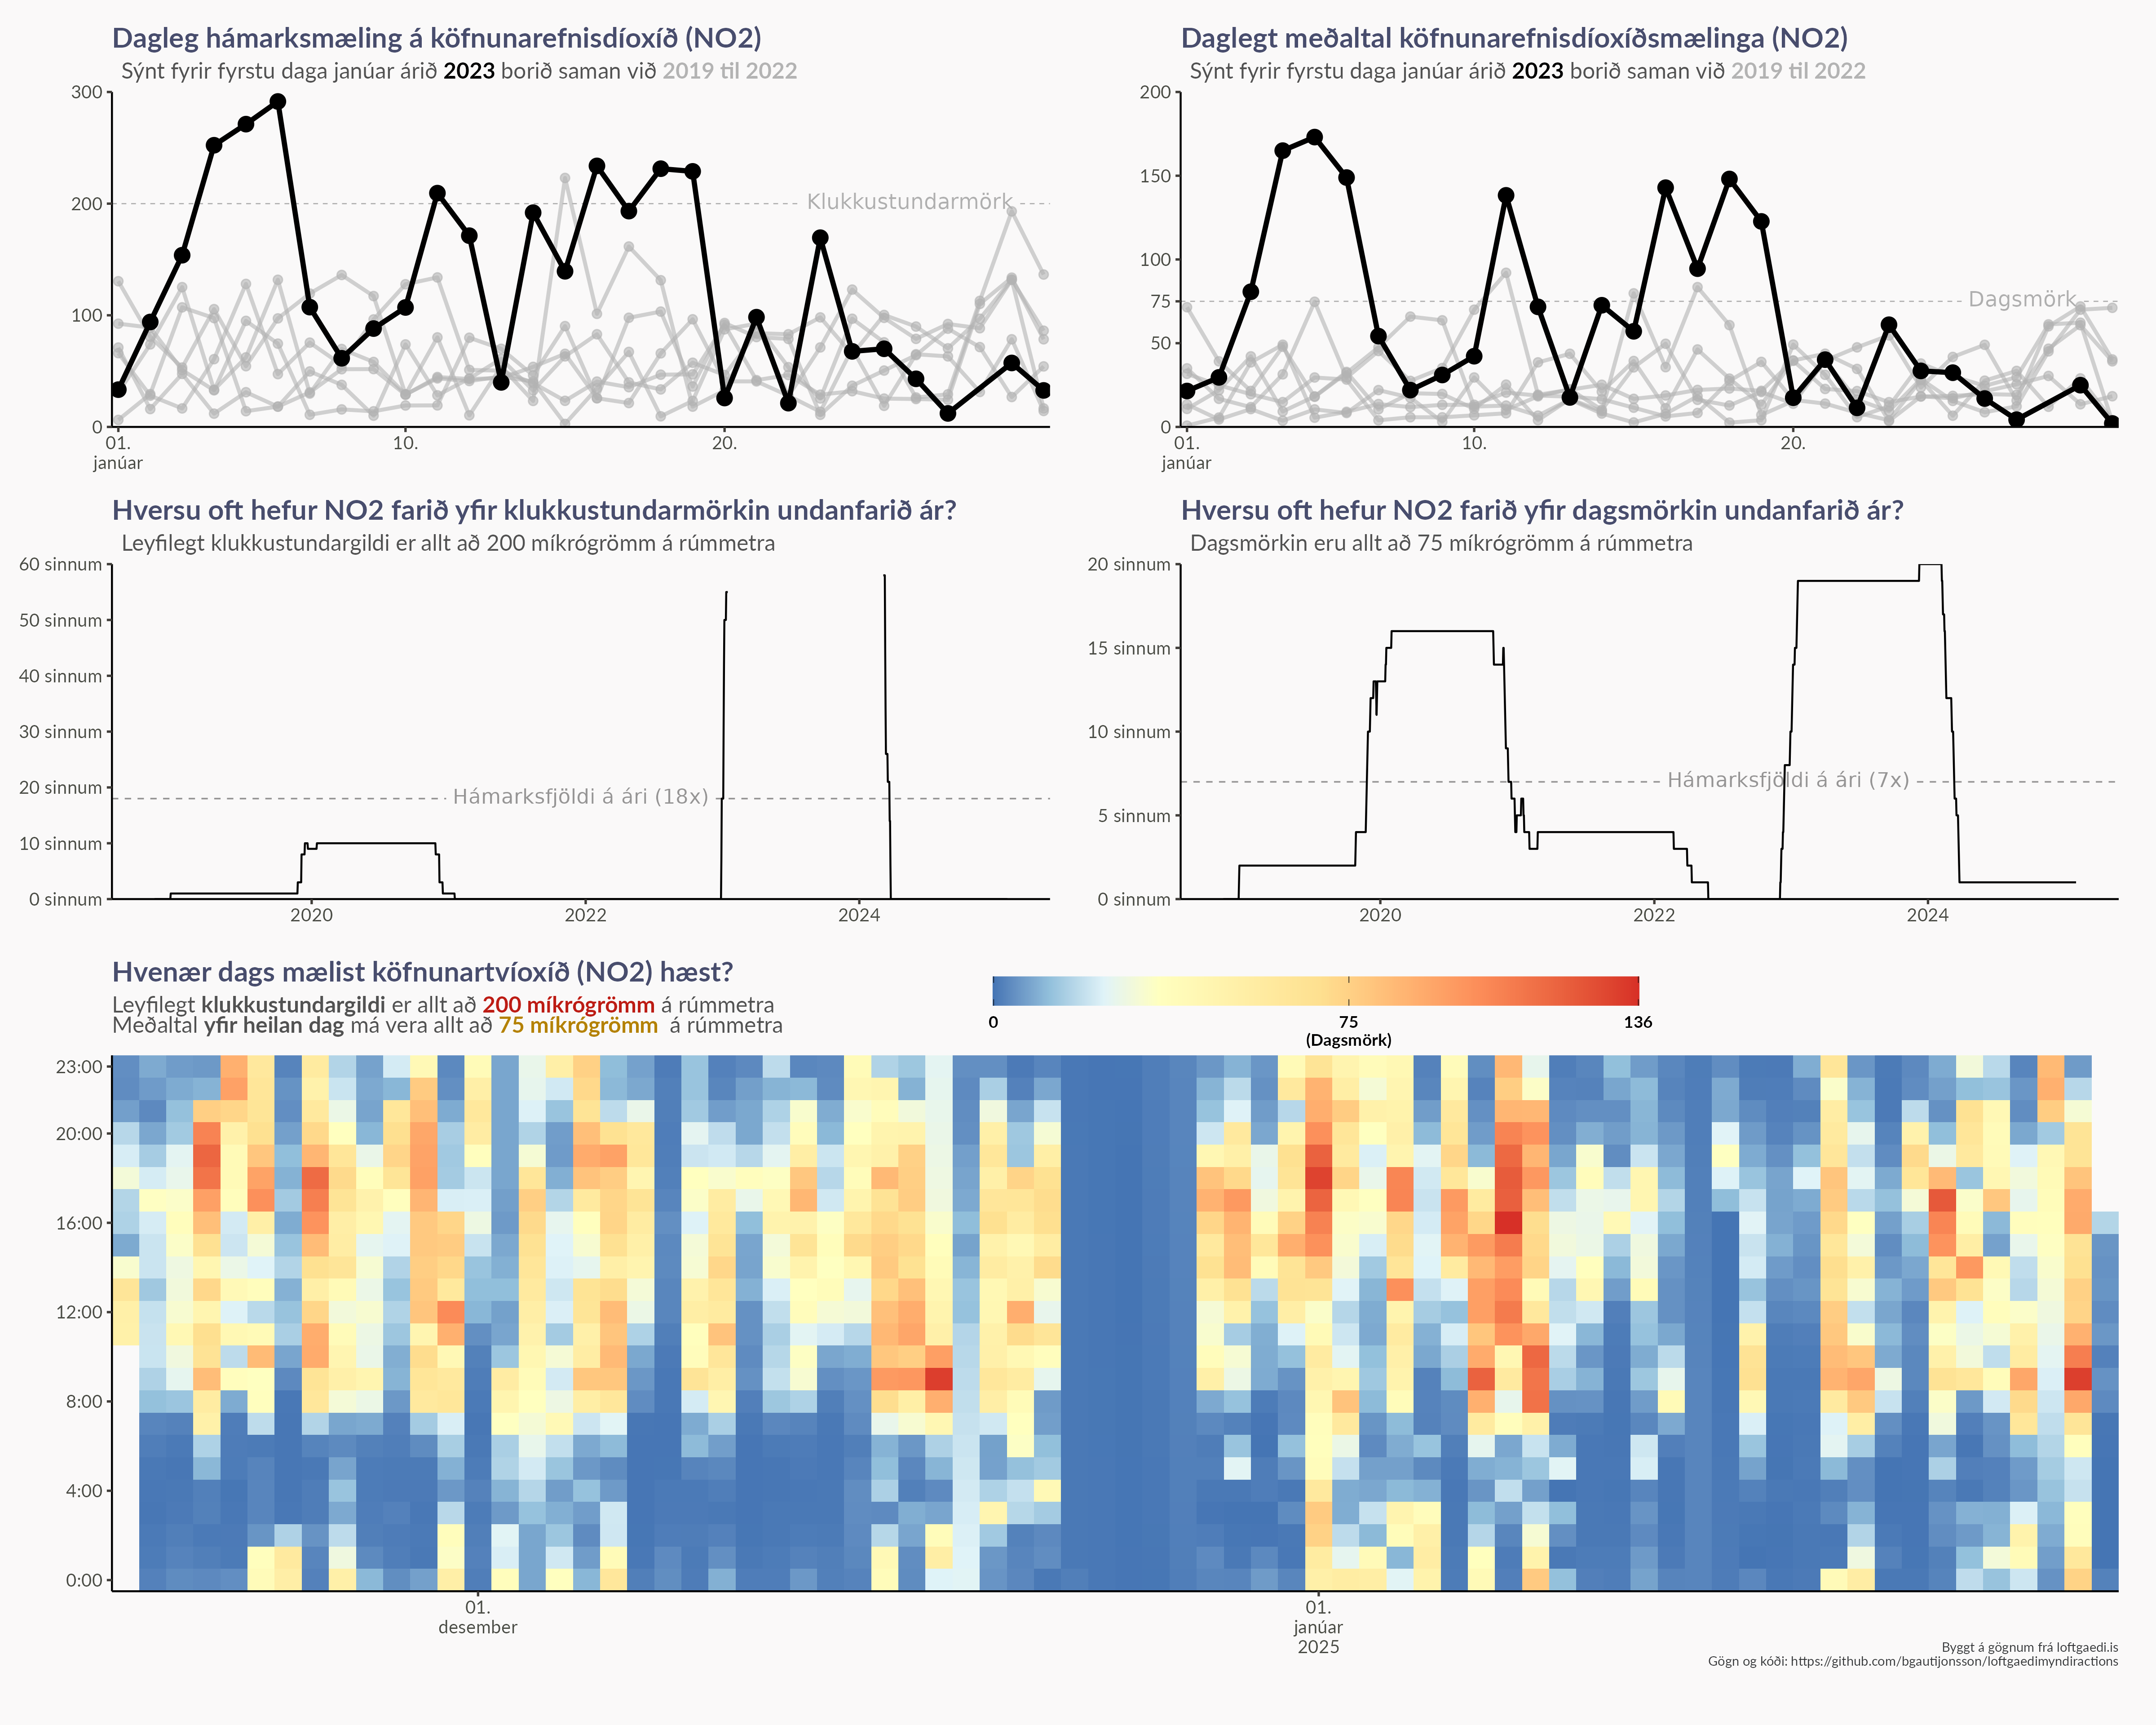 Dagleg hámarksmæling á köfnunarefnisdíoxíð (NO2)
Sýnt fyrir fyrstu daga janúar árið 2023 borið saman við 2019 til 2022
300
200
100
0
Klukkustundarmörk
01.
janúar
10.
20.
Daglegt meðaltal köfnunarefnisdíoxíðsmælinga (NO2)
Sýnt fyrir fyrstu daga janúar árið 2023 borið saman við 2019 til 2022
200
150
100
75
50
0
Dagsmörk
01.
janúar
10.
20.
Hversu oft hefur NO2 farið yfir klukkustundarmörkin undanfarið ár?
Leyfilegt klukkustundargildi er allt að 200 míkrógrömm á rúmmetra
60 sinnum
50 sinnum
40 sinnum
30 sinnum
20 sinnum
10 sinnum
0 sinnum
Hámarksfjöldi á ári (18x)
2020
2022
2024
Hversu oft hefur NO2 farið yfir dagsmörkin undanfarið ár?
Dagsmörkin eru allt að 75 míkrógrömm á rúmmetra
20 sinnum
15 sinnum
10 sinnum
5 sinnum
0 sinnum
Hámarksfjöldi á ári (7x)
2020
2022
2024
Hvenær dags mælist köfnunartvíoxíð (NO2) hæst?
Leyfilegt klukkustundargildi er allt að 200 míkrógrömm á rúmmetra
Meðaltal yfir heilan dag má vera allt að 75 míkrógrömm á rúmmetra
0
75
(Dagsmörk)
136
23:00
20:00
16:00
12:00
8:00
4:00
0:00
01.
desember
01.
janúar
2025
Byggt á gögnum frá loftgaedi.is
Gögn og kóði: https://github.com/bgautijonsson/loftgaedimyndiractions